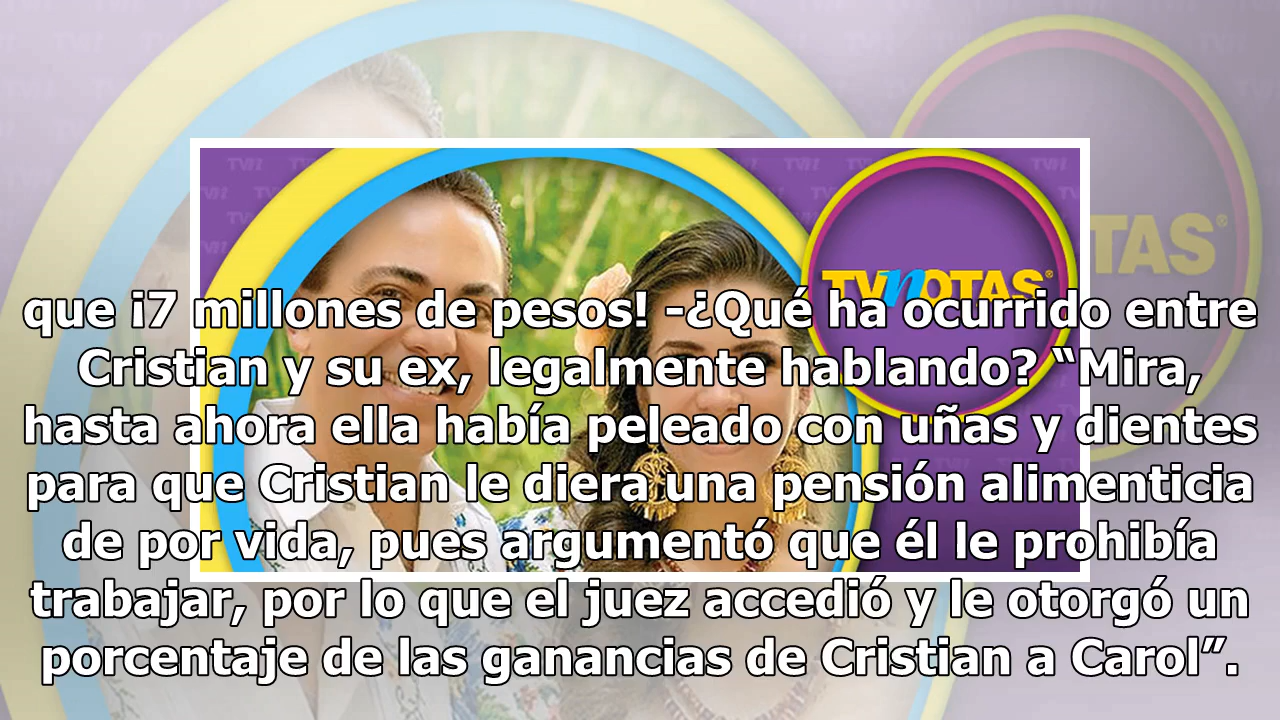 TVNOTAS®
TAS®
que ¡7 millones de pesos! -¿Qué ha ocurrido entre
Cristian y su ex, legalmente hablando? “Mira,
hasta ahora ella había peleado con uñas y dientes
para que Cristian le diera una pensión alimenticia
de por vida, pues argumentó que él le prohibía
trabajar, por lo que el juez accedió y le otorgó un
porcentaje de las ganancias de Cristian a Carol”.